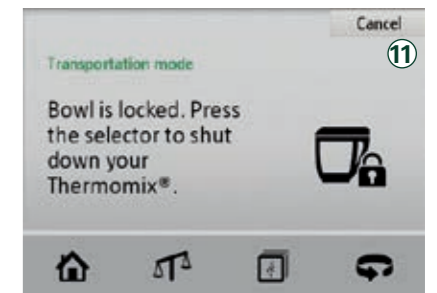 Cancel
11
Transportation mode
Bowl is locked. Press
the selector to shut
down your
Thermomix®.